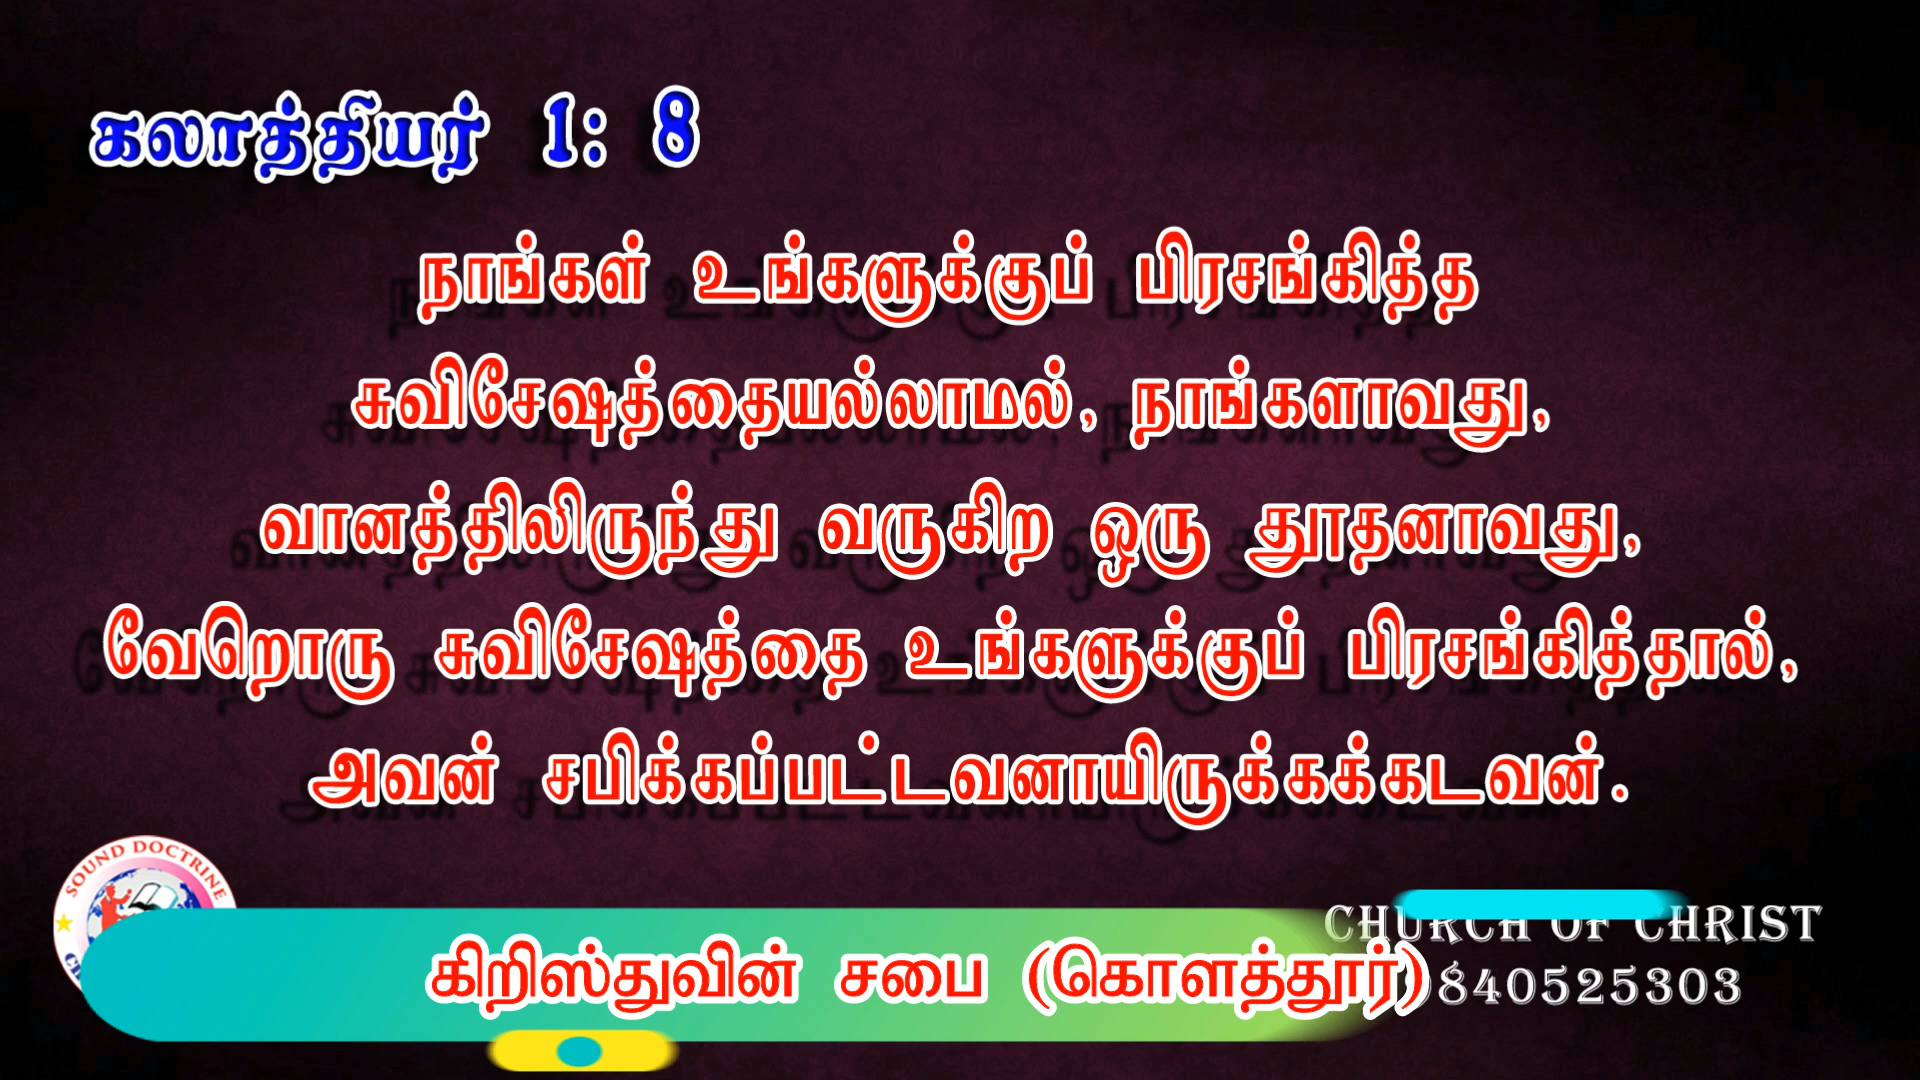 கலாத்தியர் 1: 8
நாங்கள் உங்களுக்குப் பிரசங்கித்த
சுவிசேஷத்தையல்லாமல், நாங்களாவது,
வானத்திலிருந்து வருகிற ஒரு தூதனாவது,
வேறொரு சுவிசேஷத்தை உங்களுக்குப் பிரசங்கித்தால்,
அவன் சபிக்கப்பட்டவனாயிருக்கக்கடவன்.
SOUND DOCTRINE
CHURCH OF CHRIST
கிறிஸ்துவின் சபை (கொளத்தூர்)
840525303